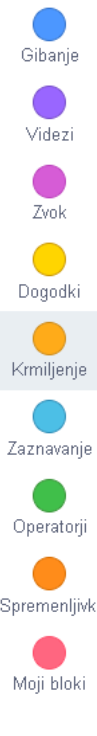 Gibanje
Videzi
Zvok
Dogodki
Krmiljenje
Zaznavanje
Operatorji
Spremenljivk
Moji bloki